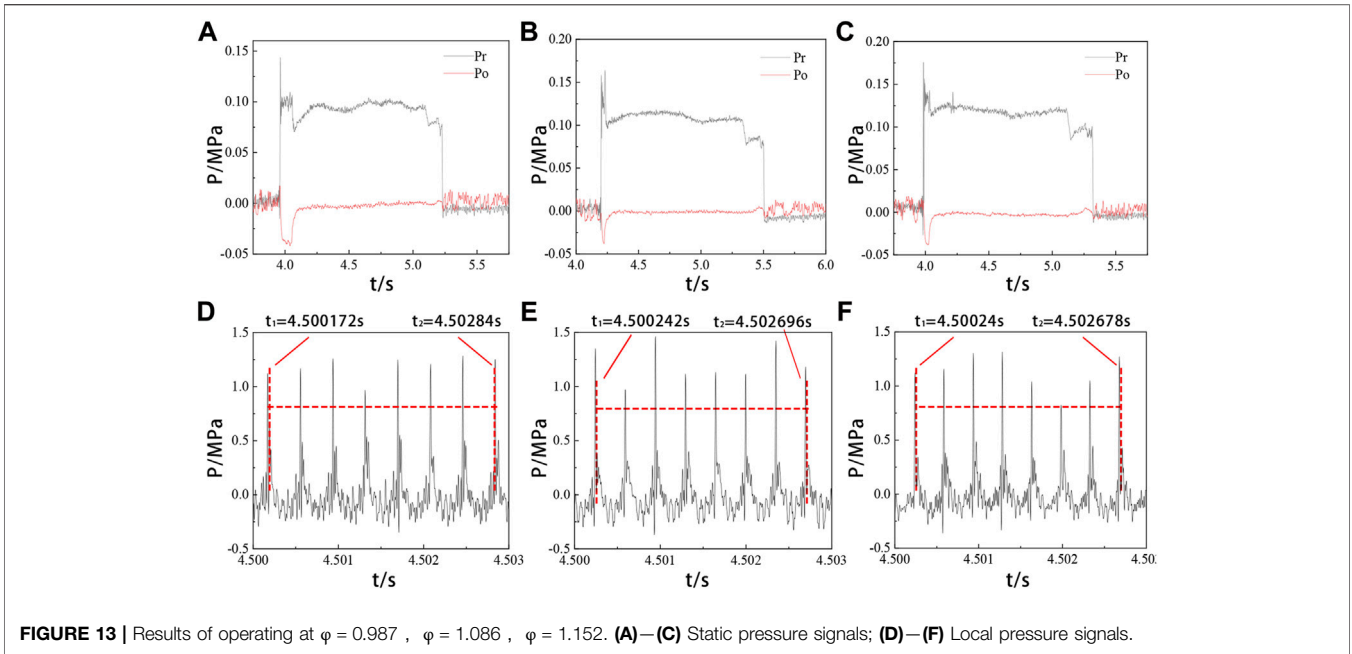 A
B
C
0.15
0.10
0.05
0.00
-0.05
P/MPa
Pr
Po
4.0 4.5 5.0 5.5
t/s
0.20
0.15
0.10
0.05
0.00
-0.05
P/MPa
Pr
Po
4.0 4.5 5.0 5.5 6.0
t/s
0.20
0.15
0.10
0.05
0.00
-0.05
P/MPa
Pr
Po
4.0 4.5 5.0 5.5
t/s
D
t₁=4.500172s t₂=4.50284s
1.5
1.0
0.5
0.0
-0.5
P/MPa
4.500 4.501 4.502 4.503
t/s
E
t₁=4.500242s t₂=4.502696s
1.5
1.0
0.5
0.0
-0.5
P/MPa
4.500 4.501 4.502 4.503
t/s
F
t₁=4.50024s t₂=4.502678s
1.5
1.0
0.5
0.0
-0.5
P/MPa
4.500 4.501 4.502
t/s
FIGURE 13 | Results of operating at φ = 0.987 , φ = 1.086 , φ = 1.152. (A)—(C) Static pressure signals; (D)—(F) Local pressure signals.